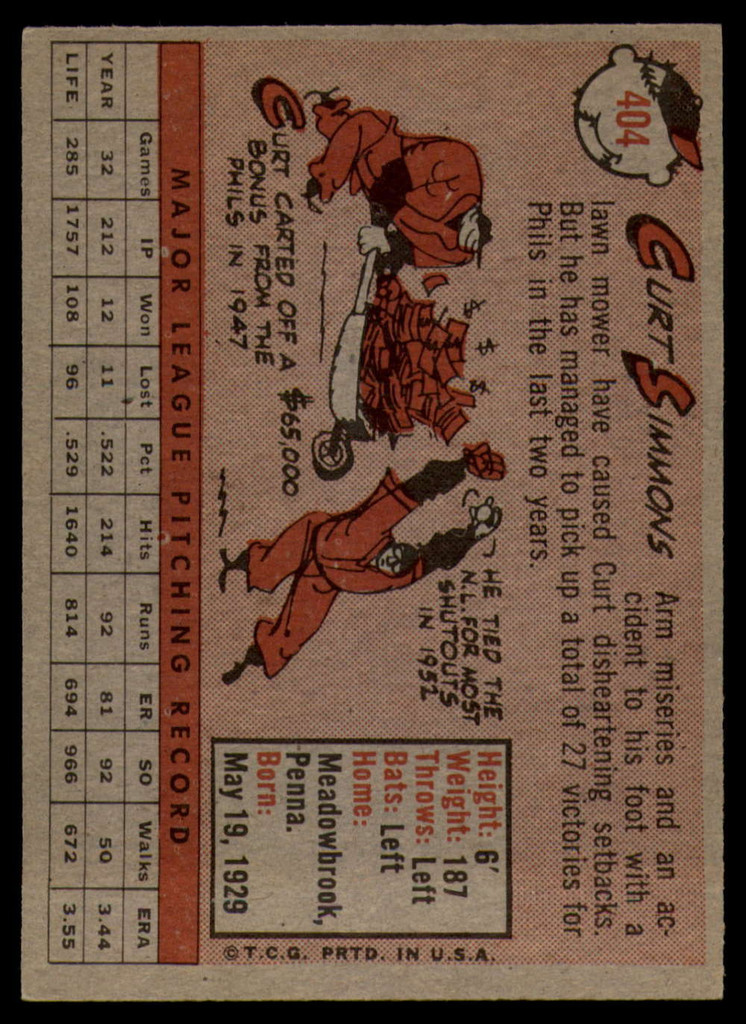 404
CURT SIMMONS
Arm miseries and an ac-
cident to his foot with a
lawn mower have caused Curt disheartening setbacks.
But he has managed to pick up a total of 27 victories for
Phils in the last two years.
CURT CARTED OFF A $65,000
BONUS FROM THE
PHILS IN 1947
$ $ $
HE TIED THE
N.L. FOR MOST
SHUTOUTS
IN 1952
Height: 6'
Weight: 187
Throws: Left
Bats: Left
Home:
Meadowbrook,
Penna.
Born:
May 19, 1929
© T.C.G. PRTD. IN U.S.A.
MAJOR LEAGUE PITCHING RECORD
Games IP Won Lost Pct. Hits Runs ER SO Walks ERA
YEAR 32 212 12 11 .522 214 92 81 92 50 3.44
LIFE 285 1757 108 96 .529 1640 814 694 966 672 3.55